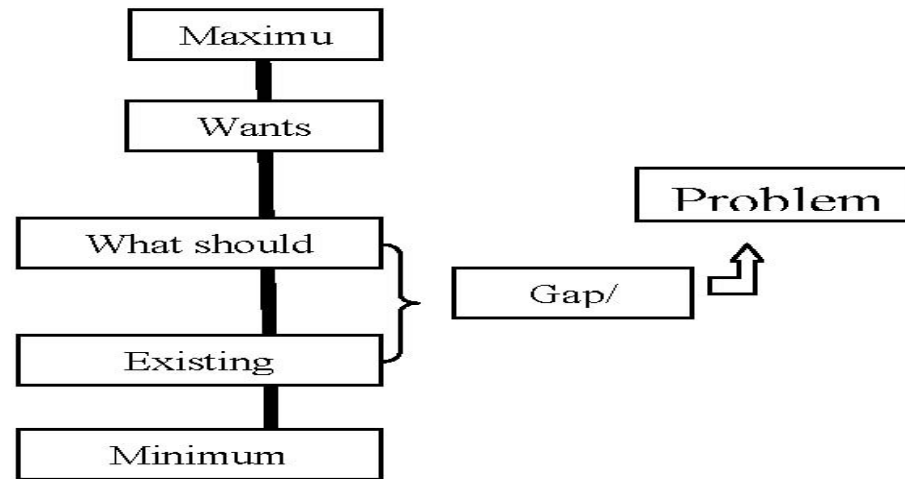 Maximu
Wants
Problem
What should
Gap/
Existing
Minimum